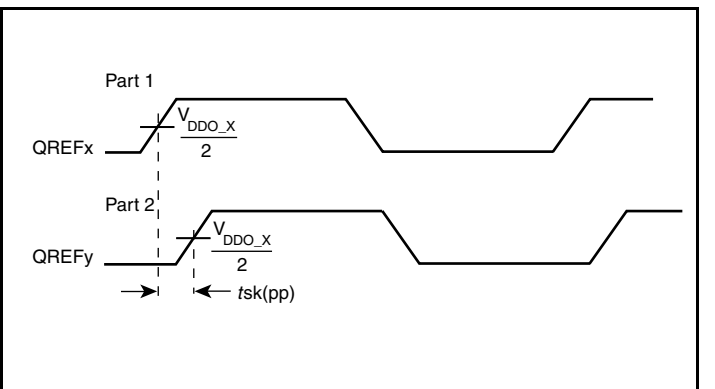 Part 1
V
DDO_X
2
QREFx
Part 2
V
DDO_X
2
QREFy
tsk(pp)